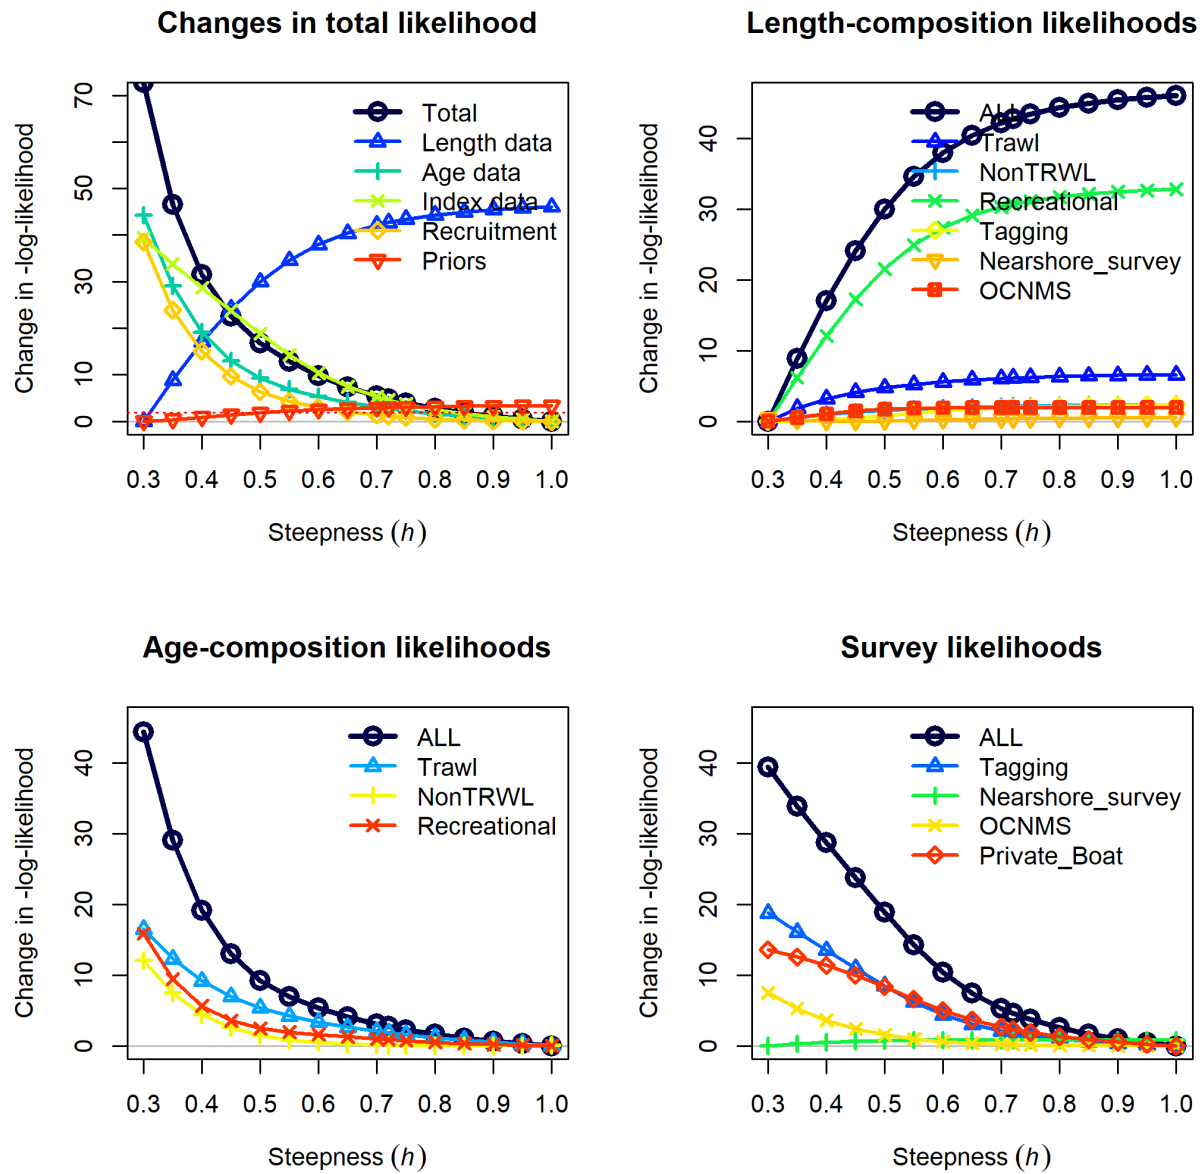 Changes in total likelihood
Change in -log-likelihood
70
50
30
10
0
Total
Length data
Age data
Index data
Recruitment
Priors
0.3 0.4 0.5 0.6 0.7 0.8 0.9 1.0
Steepness (h)
Length-composition likelihoods
Change in -log-likelihood
40
30
20
10
0
ALL
Trawl
NonTRWL
Recreational
Tagging
Nearshore_survey
OCNMS
0.3 0.4 0.5 0.6 0.7 0.8 0.9 1.0
Steepness (h)
Age-composition likelihoods
Change in -log-likelihood
40
30
20
10
0
ALL
Trawl
NonTRWL
Recreational
0.3 0.4 0.5 0.6 0.7 0.8 0.9 1.0
Steepness (h)
Survey likelihoods
Change in -log-likelihood
40
30
20
10
0
ALL
Tagging
Nearshore_survey
OCNMS
Private_Boat
0.3 0.4 0.5 0.6 0.7 0.8 0.9 1.0
Steepness (h)